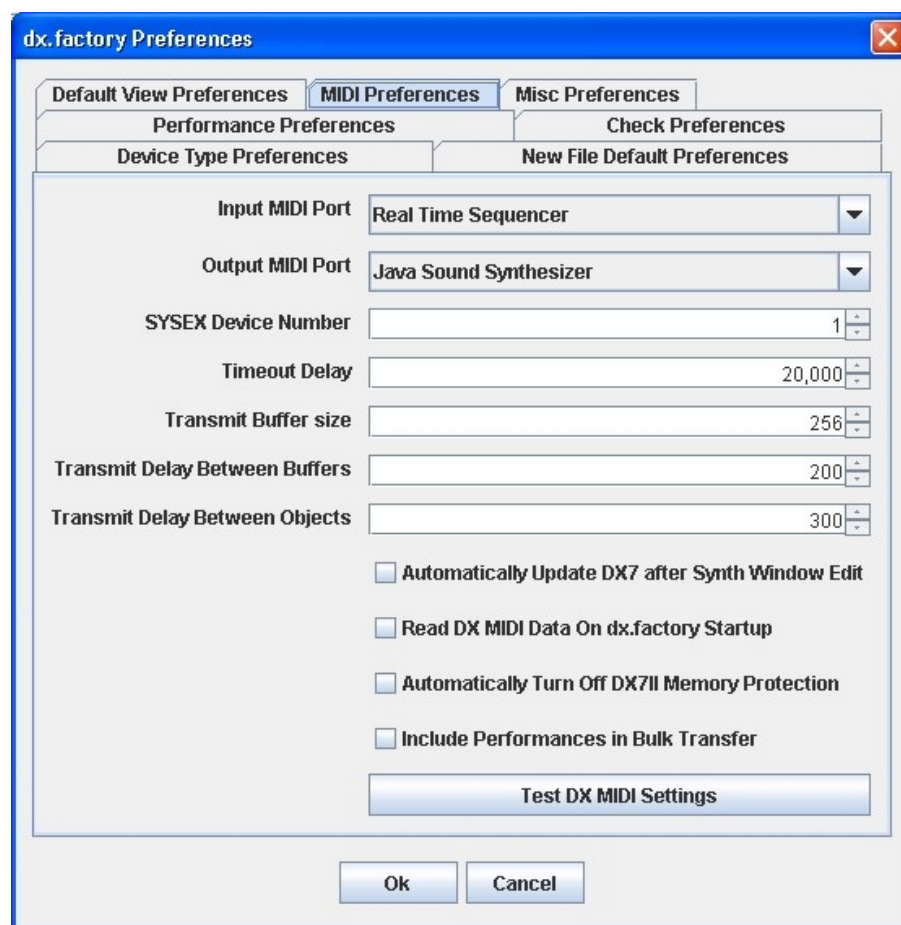 dx.factory Preferences
Default View Preferences MIDI Preferences Misc Preferences
Performance Preferences Check Preferences
Device Type Preferences New File Default Preferences
Input MIDI Port Real Time Sequencer
Output MIDI Port Java Sound Synthesizer
SYSEX Device Number 1
Timeout Delay 20,000
Transmit Buffer size 256
Transmit Delay Between Buffers 200
Transmit Delay Between Objects 300
Automatically Update DX7 after Synth Window Edit
Read DX MIDI Data On dx.factory Startup
Automatically Turn Off DX7II Memory Protection
Include Performances in Bulk Transfer
Test DX MIDI Settings
Ok Cancel